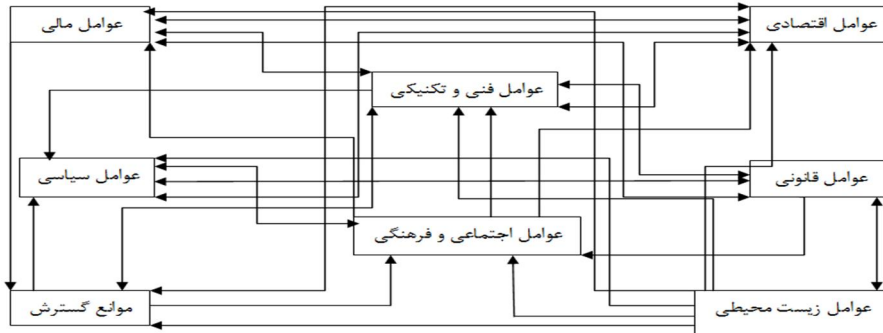 عوامل اقتصادی
عوامل مالی
عوامل فنی و تکنیکی
عوامل قانونی
عوامل سیاسی
عوامل اجتماعی و فرهنگی
عوامل زیست محیطی
موانع گسترش